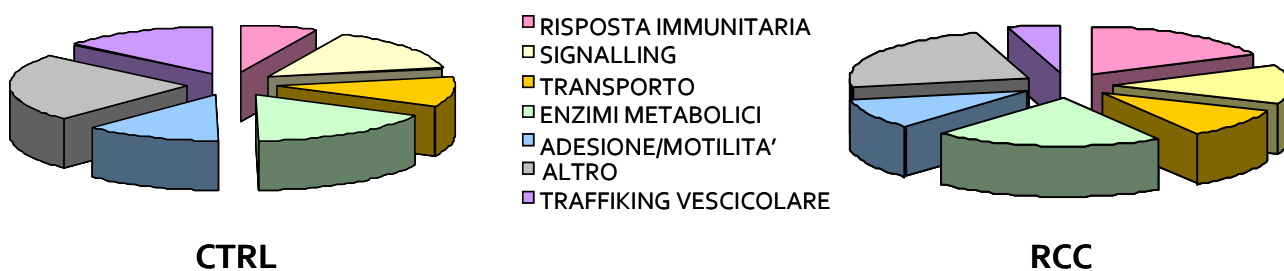 RISPOSTA IMMUNITARIA
SIGNALLING
TRANSPORTO
ENZIMI METABOLICI
ADESIONE/MOTILITA’
ALTRO
TRAFFIKING VESCICOLARE
CTRL
RCC